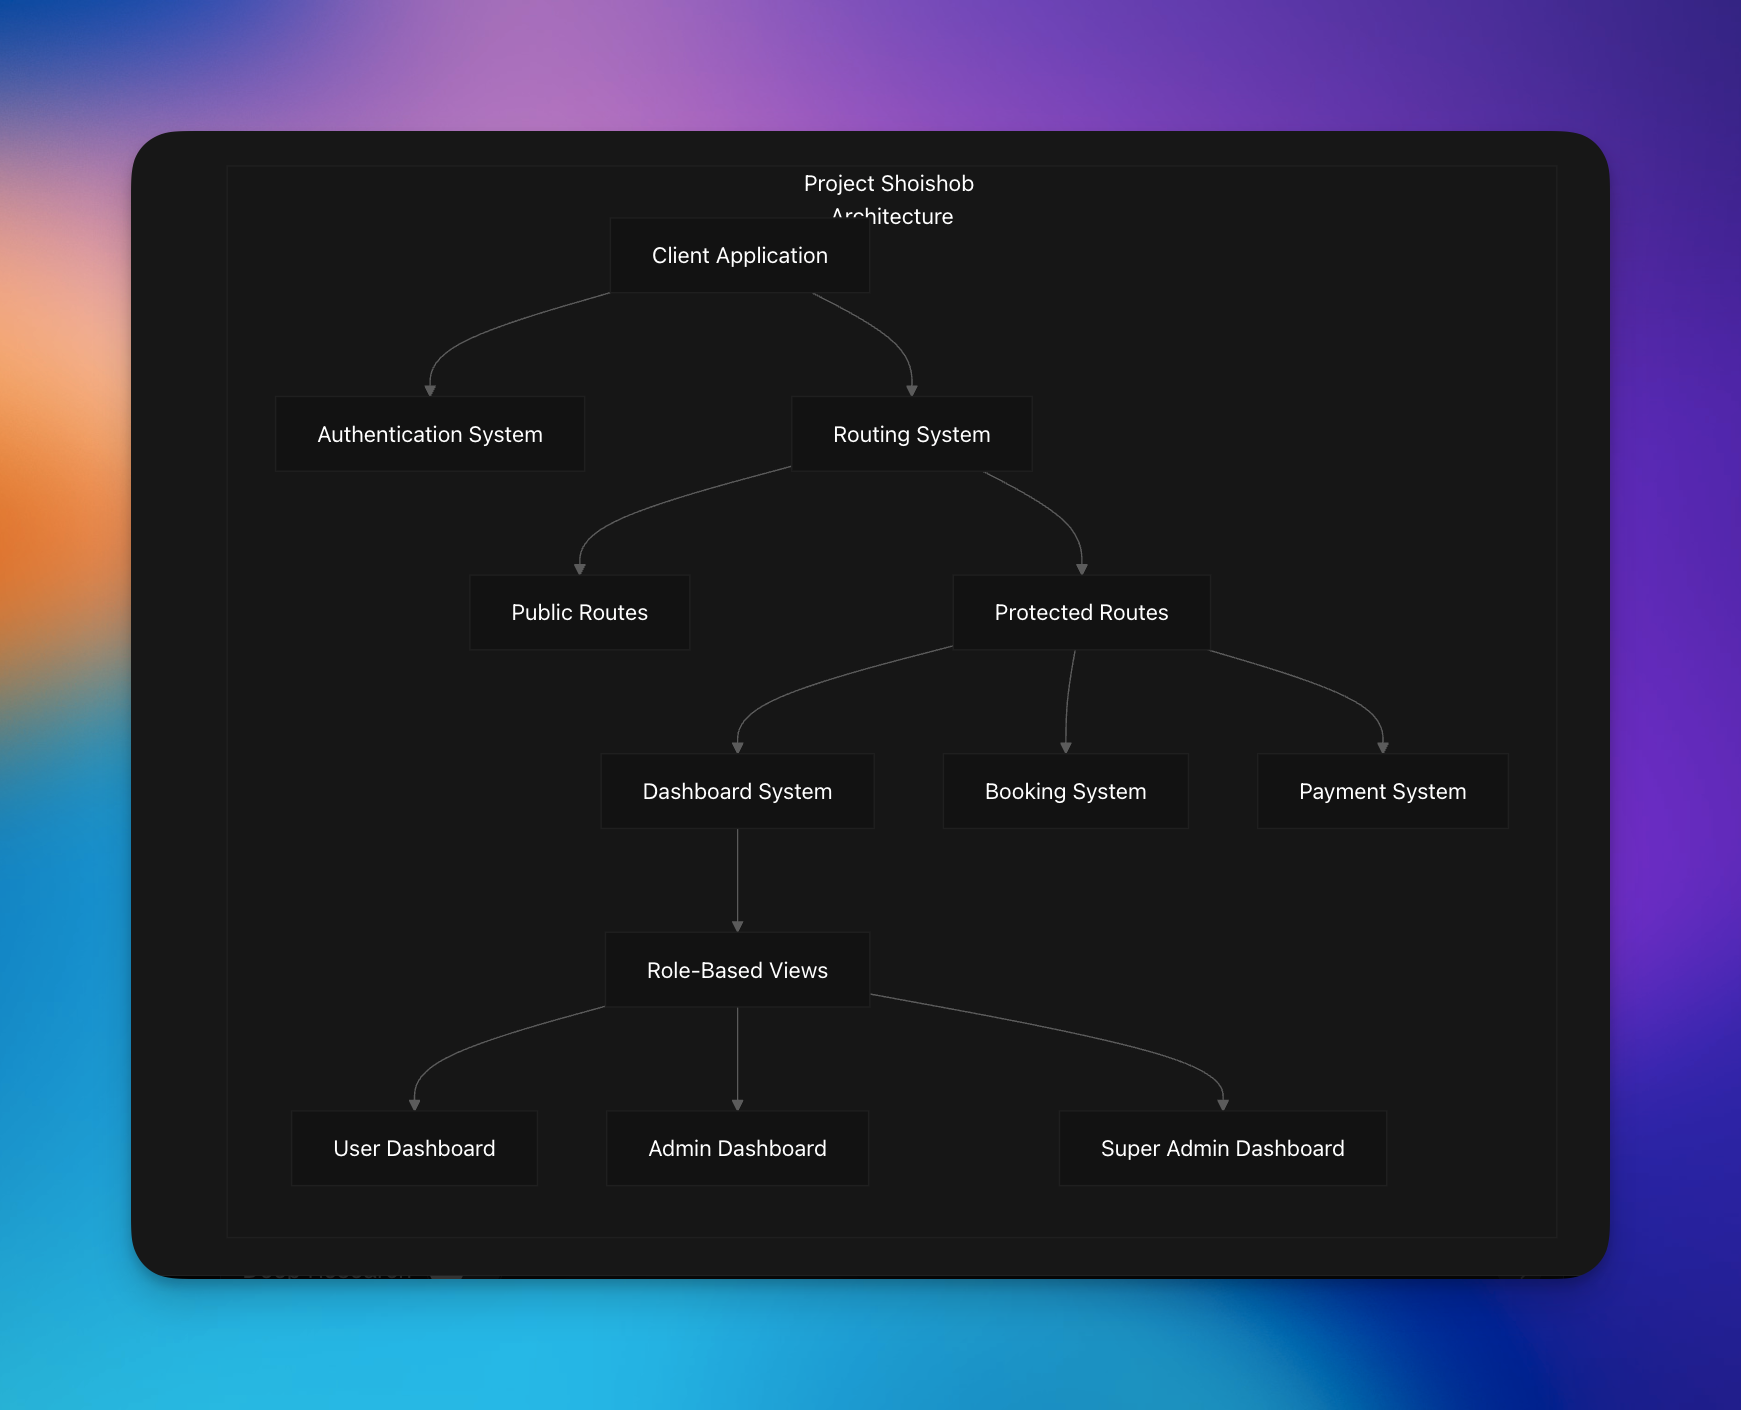 Project Shoishob
Architecture
Client Application
Authentication System
Routing System
Public Routes
Protected Routes
Dashboard System
Booking System
Payment System
Role-Based Views
User Dashboard
Admin Dashboard
Super Admin Dashboard